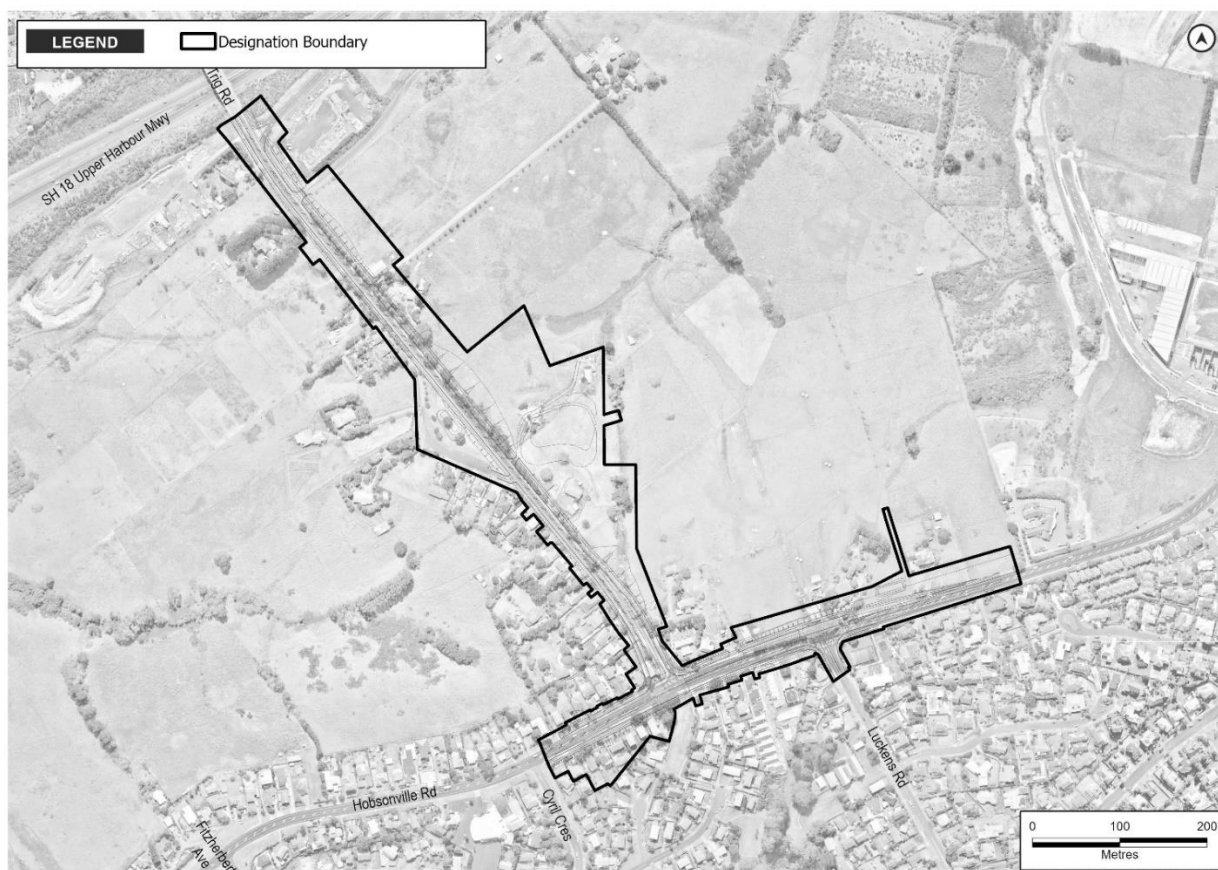 LEGEND
Designation Boundary
Trig Rd
SH 18 Upper Harbour Mwy
Luckens Rd
Hobsonville Rd
Cyril Cres
Fitzherbert
Ave
0 100 200
Metres